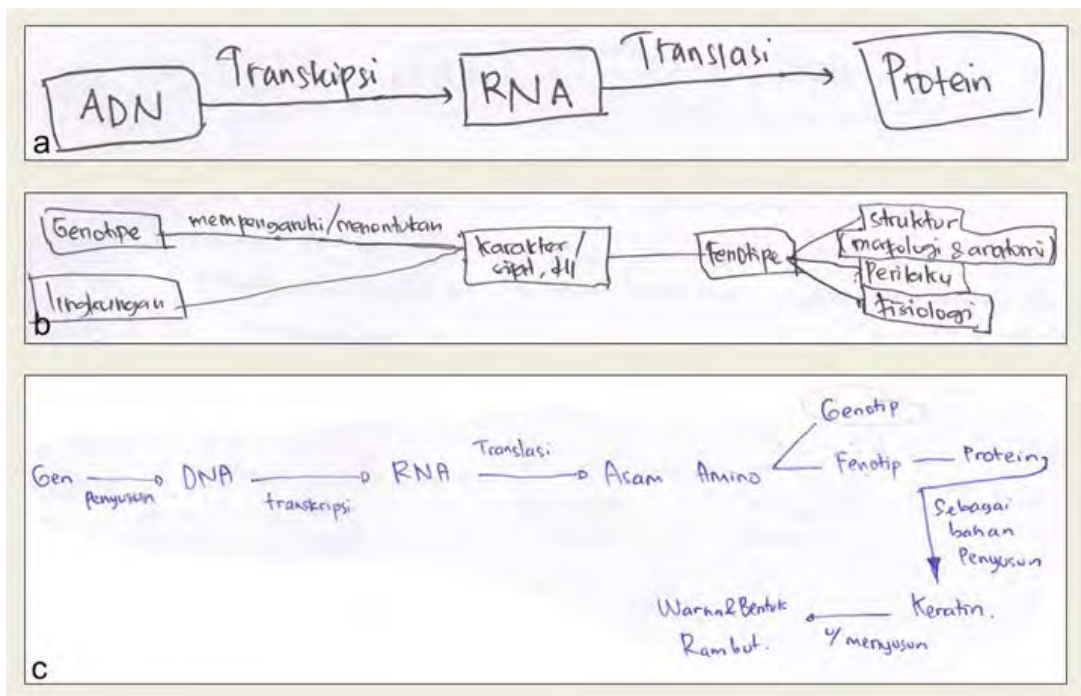 ADN Transkipsi RNA Translasi Protein
a
Genotipe mempengaruhi/menentukan karakter/ fenotipe struktur
sifat, dll (morfologi & anatomi)
Perilaku
lingkungan fisiologi
b
Genotip
Gen DNA RNA Translasi Asam Amino Fenotip Protein
Penyusun transkripsi
Sebagai
bahan
Penyusun
Warna & Bentuk Keratin.
Rambut. u/ menyusun
c